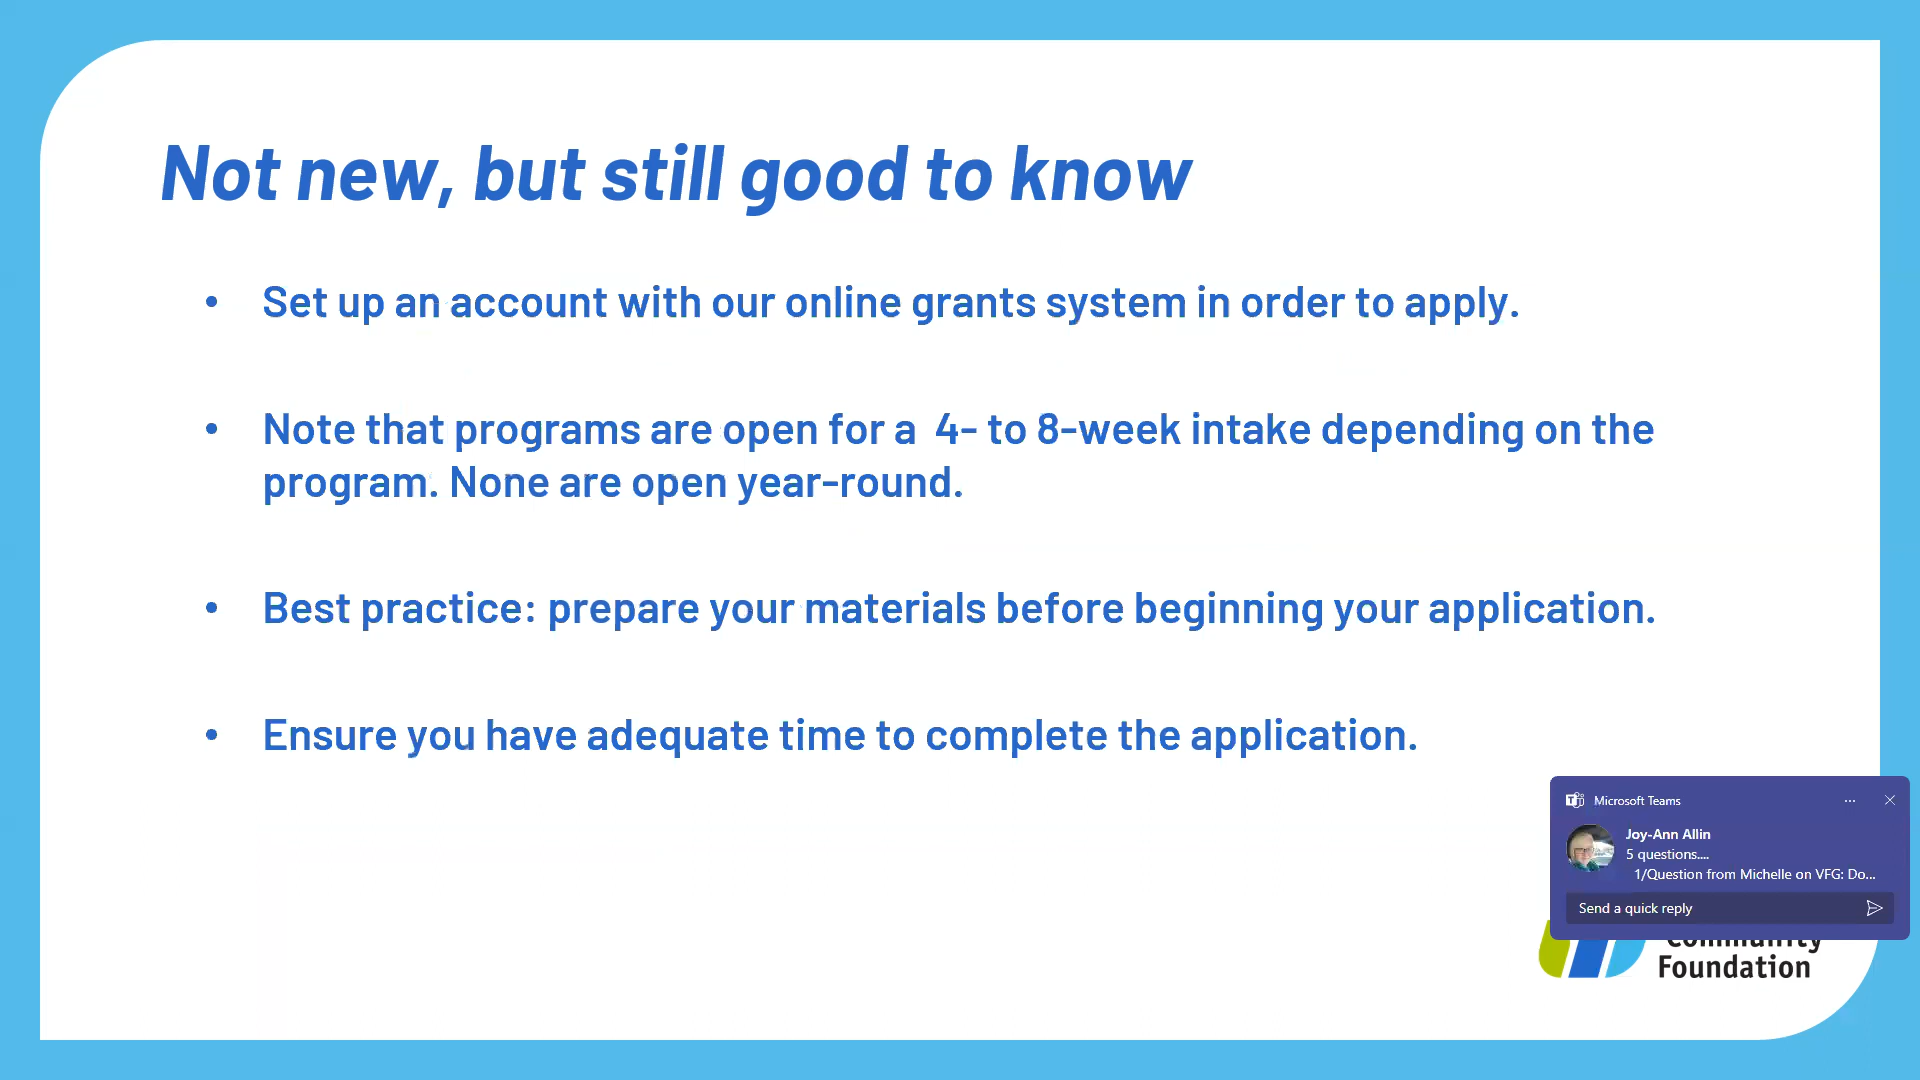 Not new, but still good to know
• Set up an account with our online grants system in order to apply.
• Note that programs are open for a 4- to 8-week intake depending on the
program. None are open year-round.
• Best practice: prepare your materials before beginning your application.
• Ensure you have adequate time to complete the application.
Microsoft Teams
Joy-Ann Allin
5 questions....
1/Question from Michelle on VFG: Do...
Send a quick reply
Community
Foundation